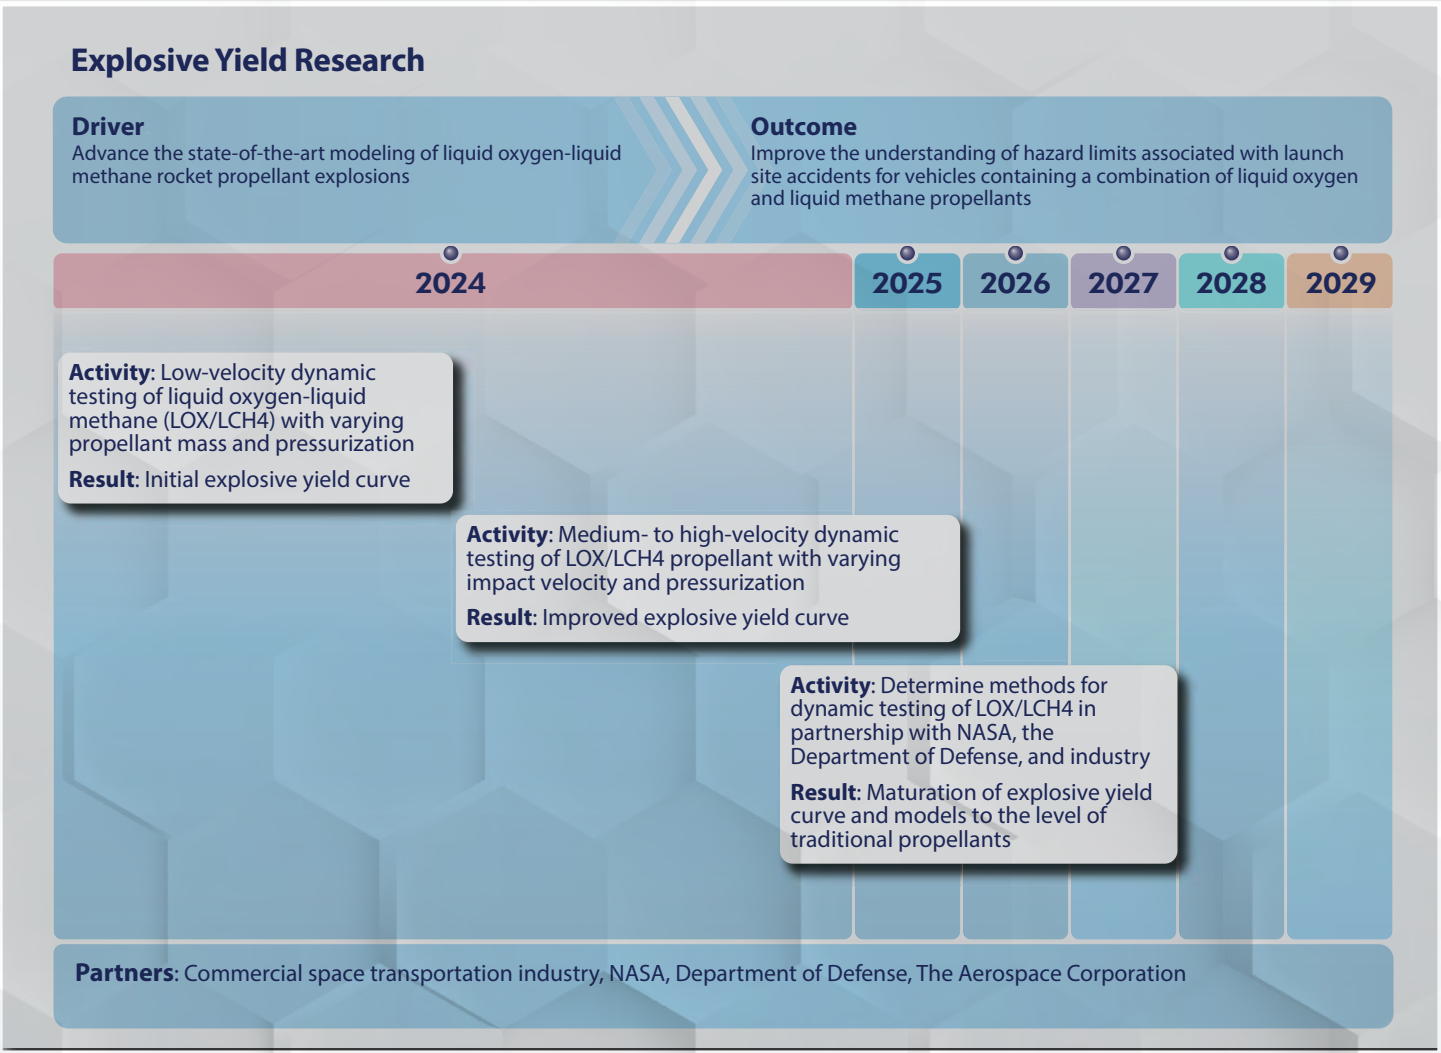 Explosive Yield Research
Driver
Advance the state-of-the-art modeling of liquid oxygen-liquid
methane rocket propellant explosions
Outcome
Improve the understanding of hazard limits associated with launch
site accidents for vehicles containing a combination of liquid oxygen
and liquid methane propellants
2024
2025
2026
2027
2028
2029
Activity: Low-velocity dynamic
testing of liquid oxygen-liquid
methane (LOX/LCH4) with varying
propellant mass and pressurization
Result: Initial explosive yield curve
Activity: Medium- to high-velocity dynamic
testing of LOX/LCH4 propellant with varying
impact velocity and pressurization
Result: Improved explosive yield curve
Activity: Determine methods for
dynamic testing of LOX/LCH4 in
partnership with NASA, the
Department of Defense, and industry
Result: Maturation of explosive yield
curve and models to the level of
traditional propellants
Partners: Commercial space transportation industry, NASA, Department of Defense, The Aerospace Corporation